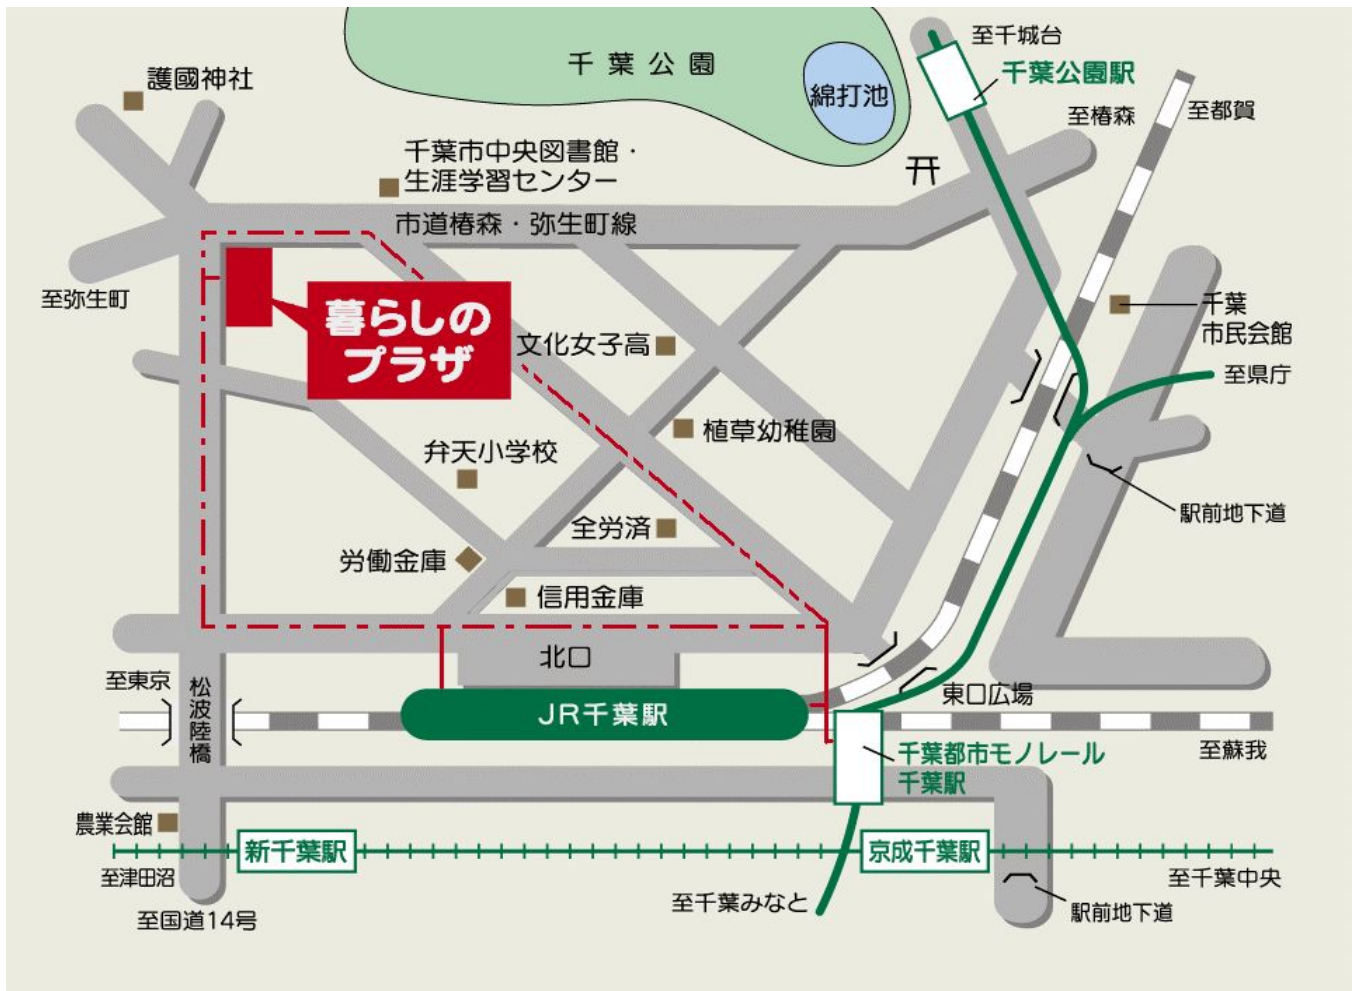 至千城台
千葉公園
千葉公園駅
護國神社
綿打池
至椿森
至都賀
千葉市中央図書館・
生涯学習センター
市道椿森・弥生町線
至弥生町
暮らしの
プラザ
千葉
市民会館
文化女子高
至県庁
植草幼稚園
弁天小学校
駅前地下道
全労済
労働金庫
信用金庫
北口
至東京
松波陸橋
東口広場
JR千葉駅
至蘇我
千葉都市モノレール
千葉駅
農業会館
新千葉駅
京成千葉駅
至津田沼
至千葉中央
至千葉みなと
駅前地下道
至国道14号